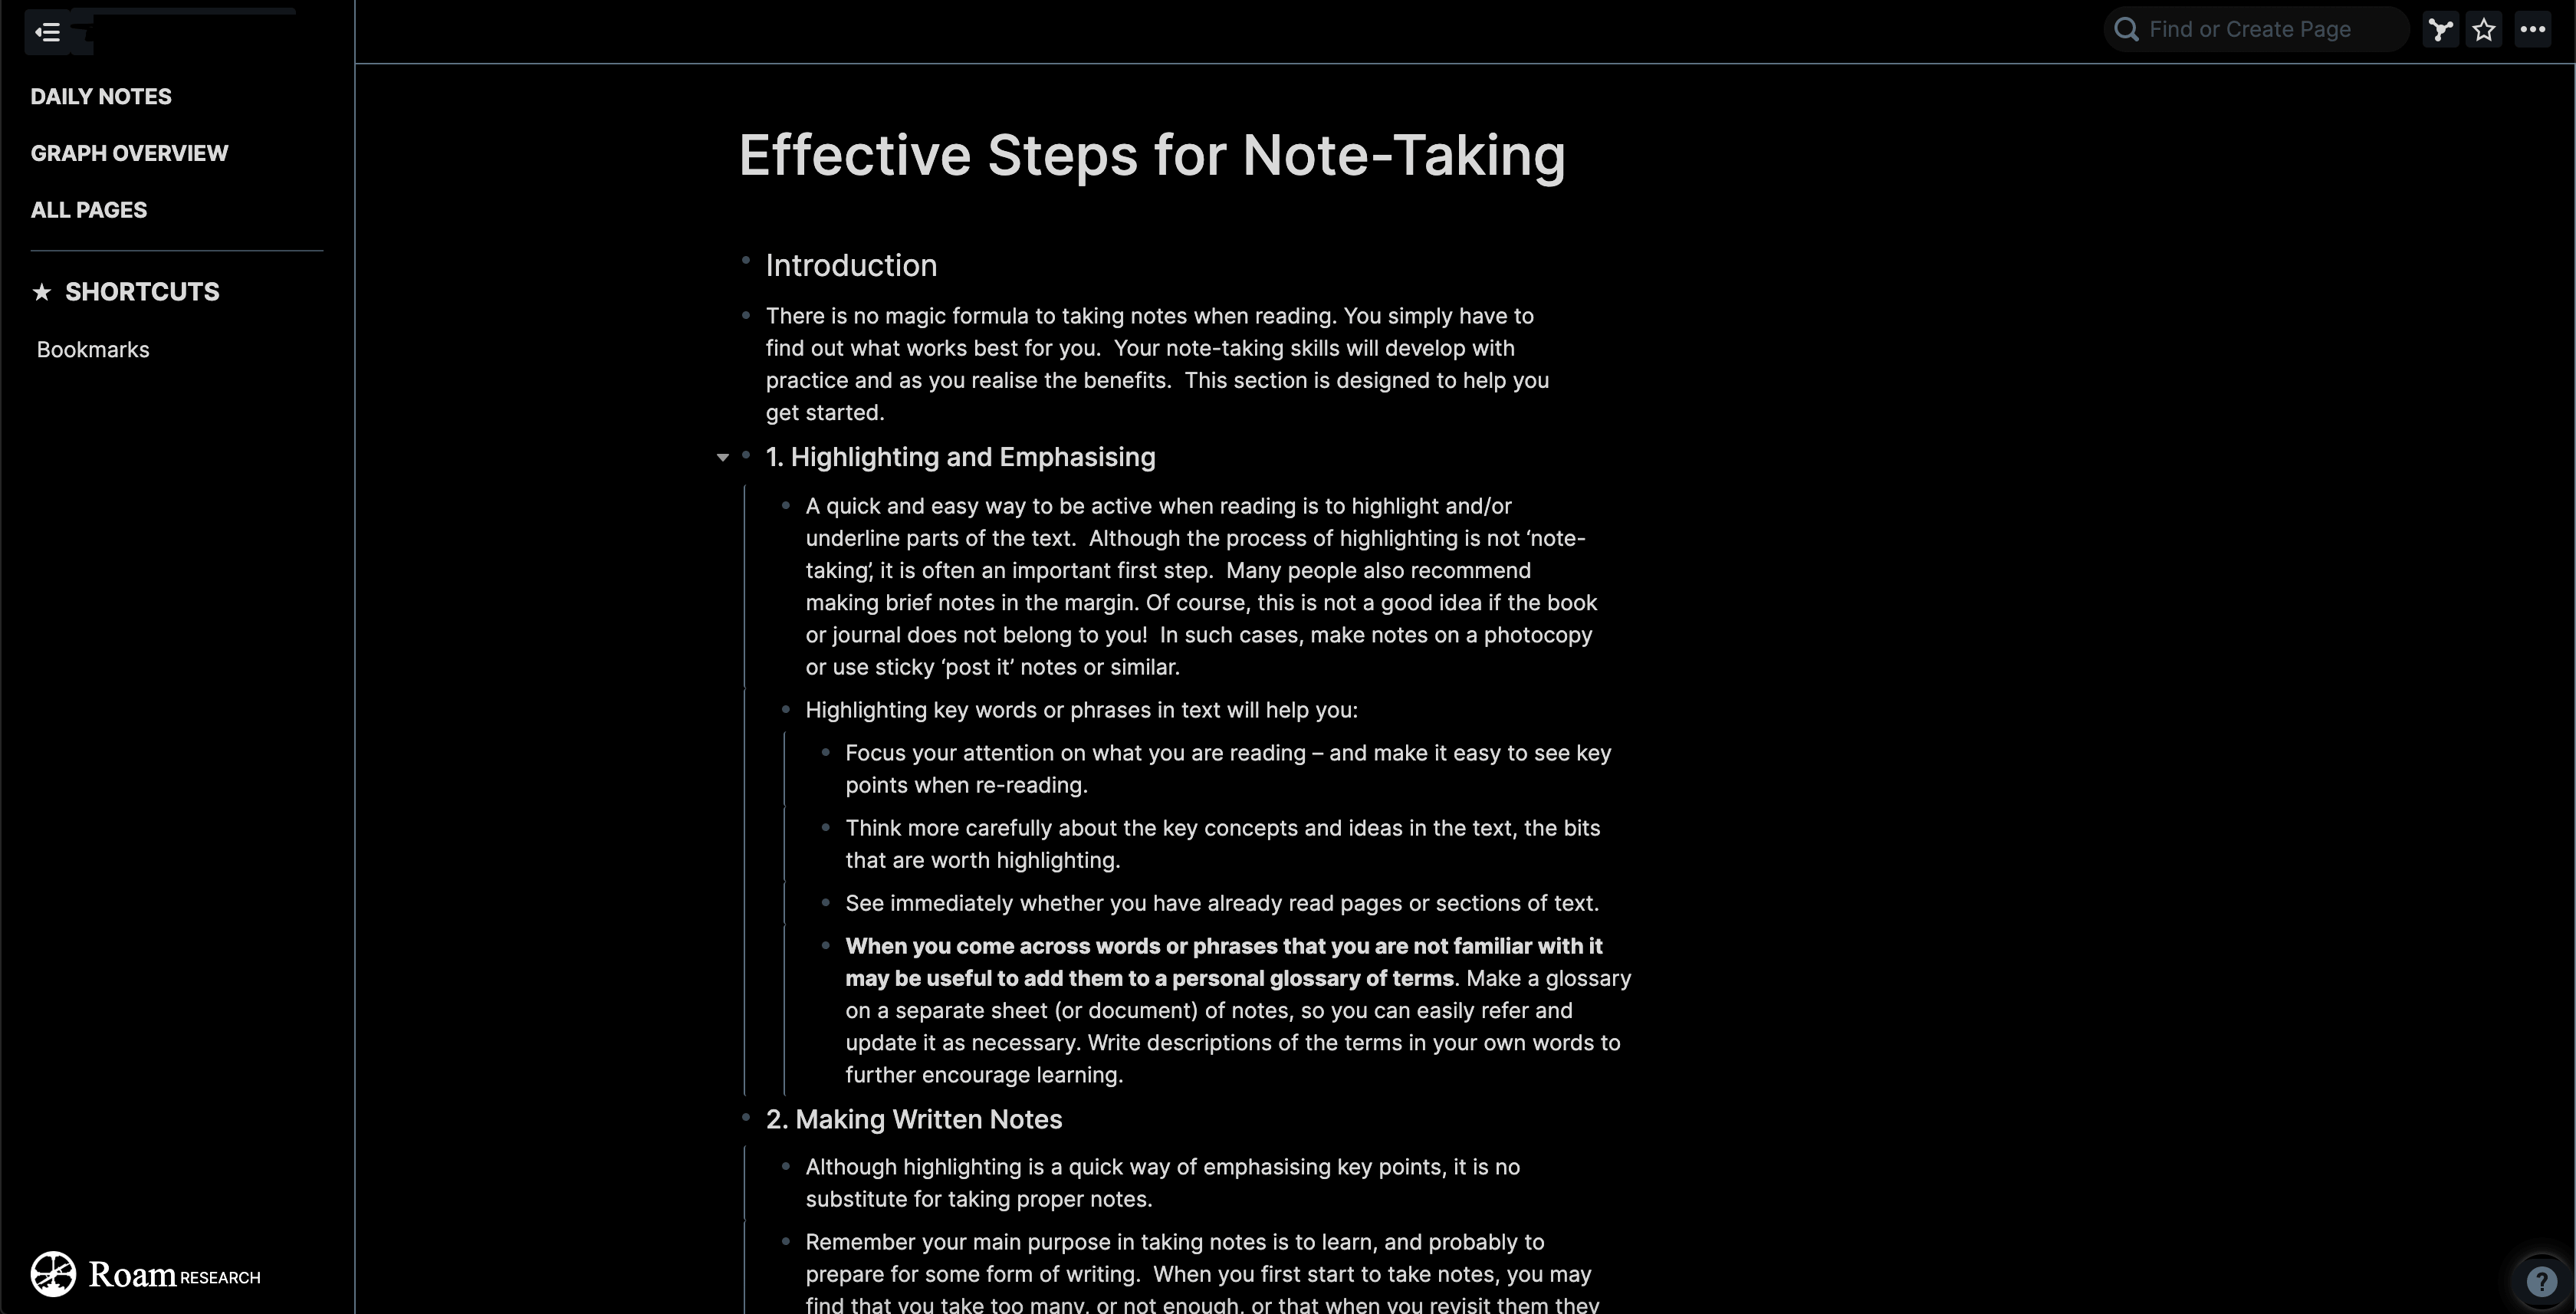 Find or Create Page
DAILY NOTES
GRAPH OVERVIEW
ALL PAGES
SHORTCUTS
Bookmarks
Effective Steps for Note-Taking
Introduction
There is no magic formula to taking notes when reading. You simply have to
find out what works best for you.  Your note-taking skills will develop with
practice and as you realise the benefits.  This section is designed to help you
get started.
1. Highlighting and Emphasising
A quick and easy way to be active when reading is to highlight and/or
underline parts of the text.  Although the process of highlighting is not ‘note-
taking’, it is often an important first step.  Many people also recommend
making brief notes in the margin. Of course, this is not a good idea if the book
or journal does not belong to you!  In such cases, make notes on a photocopy
or use sticky ‘post it’ notes or similar.
Highlighting key words or phrases in text will help you:
Focus your attention on what you are reading – and make it easy to see key
points when re-reading.
Think more carefully about the key concepts and ideas in the text, the bits
that are worth highlighting.
See immediately whether you have already read pages or sections of text.
When you come across words or phrases that you are not familiar with it
may be useful to add them to a personal glossary of terms. Make a glossary
on a separate sheet (or document) of notes, so you can easily refer and
update it as necessary. Write descriptions of the terms in your own words to
further encourage learning.
2. Making Written Notes
Although highlighting is a quick way of emphasising key points, it is no
substitute for taking proper notes.
Remember your main purpose in taking notes is to learn, and probably to
prepare for some form of writing.  When you first start to take notes, you may
find that you take too many, or not enough, or that when you revisit them they
Roam RESEARCH
?